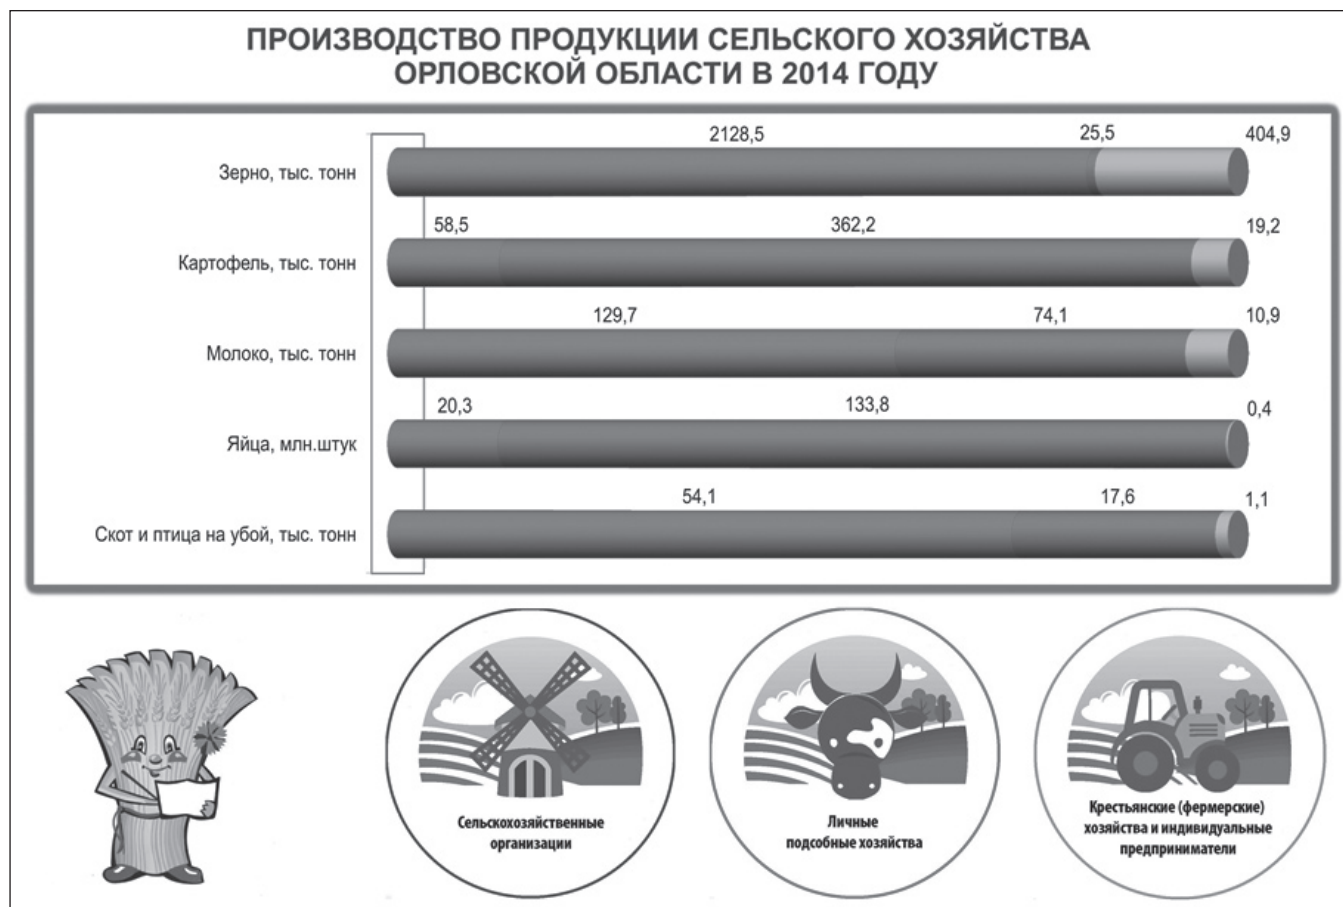 ПРОИЗВОДСТВО ПРОДУКЦИИ СЕЛЬСКОГО ХОЗЯЙСТВА
ОРЛОВСКОЙ ОБЛАСТИ В 2014 ГОДУ
2128,5 25,5 404,9
Зерно, тыс. тонн
58,5 362,2 19,2
Картофель, тыс. тонн
129,7 74,1 10,9
Молоко, тыс. тонн
20,3 133,8 0,4
Яйца, млн.штук
54,1 17,6 1,1
Скот и птица на убой, тыс. тонн
Сельскохозяйственные
организации
Личные
подсобные хозяйства
Крестьянские (фермерские)
хозяйства и индивидуальные
предприниматели